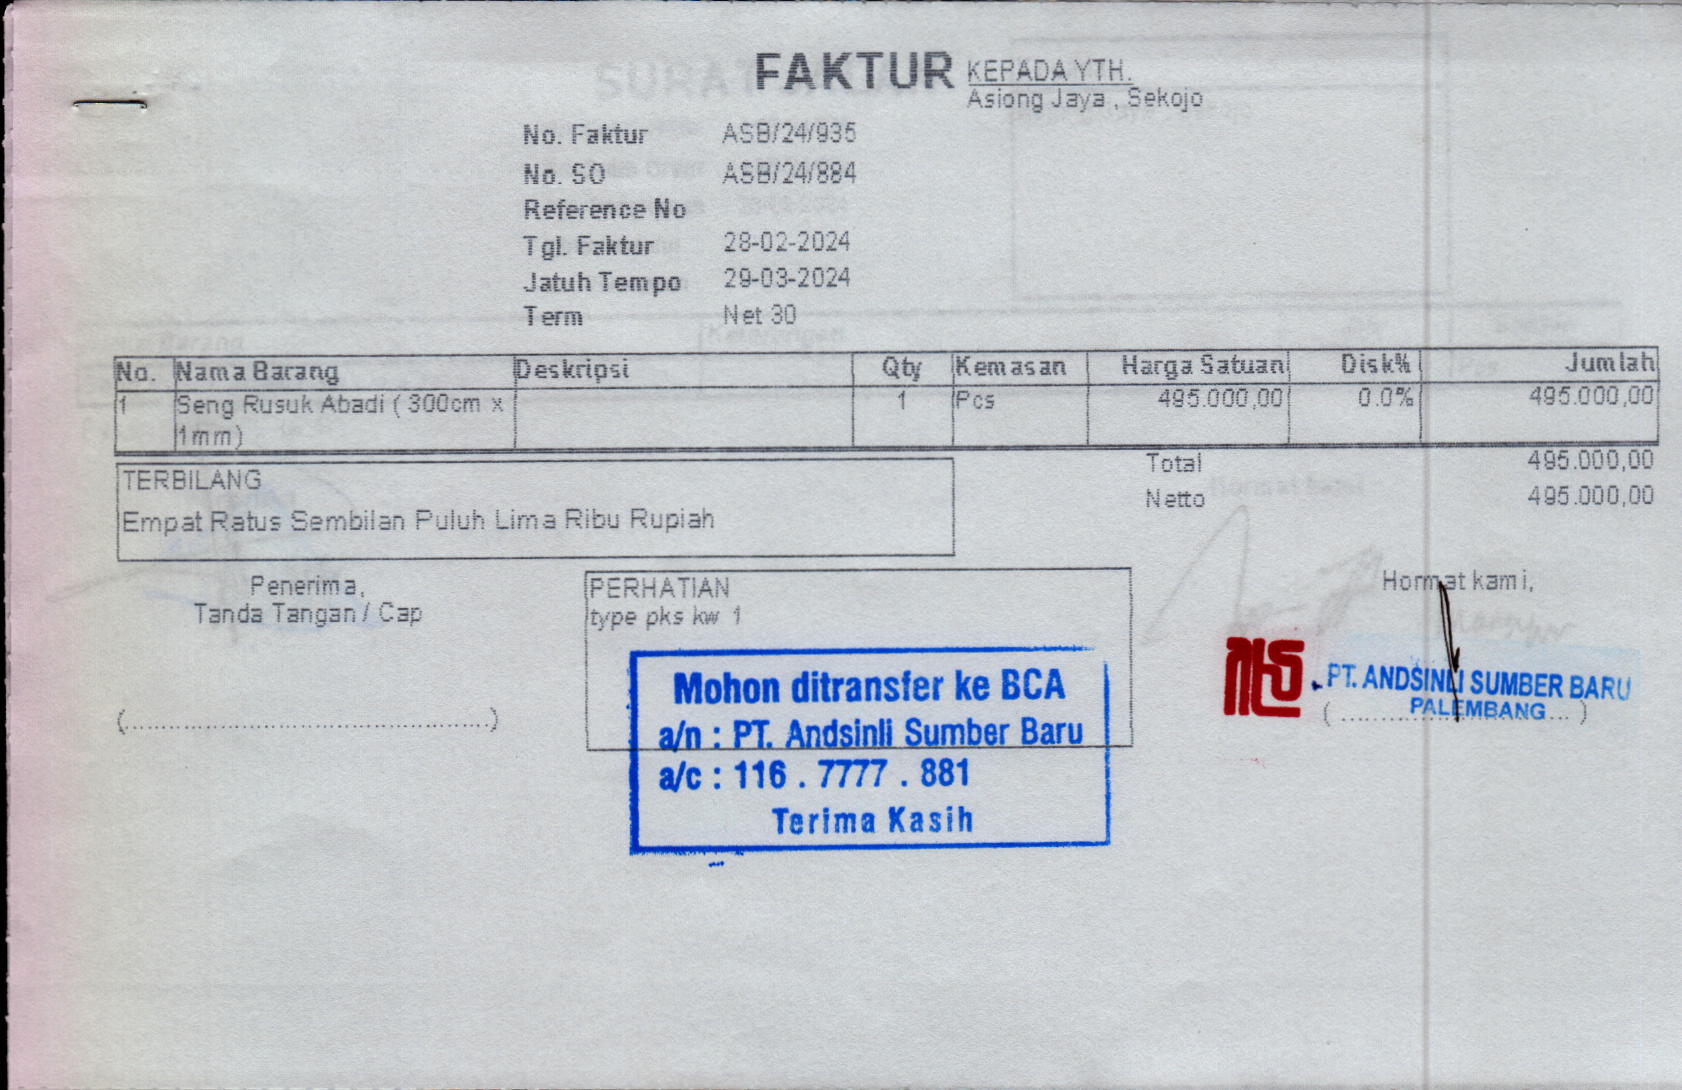 FAKTUR
KEPADA YTH.
Asiong Jaya , Sekojo
No. Faktur ASB/24/935
No. SO ASB/24/884
Reference No
Tgl. Faktur 28-02-2024
Jatuh Tempo 29-03-2024
Term Net 30
No. Nama Barang Deskripsi Qty Kemasan Harga Satuan Disk% Jumlah
1 Seng Rusuk Abadi ( 300cm x 1 Pcs 495.000,00 0.0% 495.000,00
1mm)
Total 495.000,00
Netto 495.000,00
TERBILANG
Empat Ratus Sembilan Puluh Lima Ribu Rupiah
Penerima,
Tanda Tangan / Cap
(.................................................)
PERHATIAN
type pks kw 1
Mohon ditransfer ke BCA
a/n : PT. Andsinli Sumber Baru
a/c : 116 . 7777 . 881
Terima Kasih
Hormat kami,
PT. ANDSINLI SUMBER BARU
PALEMBANG